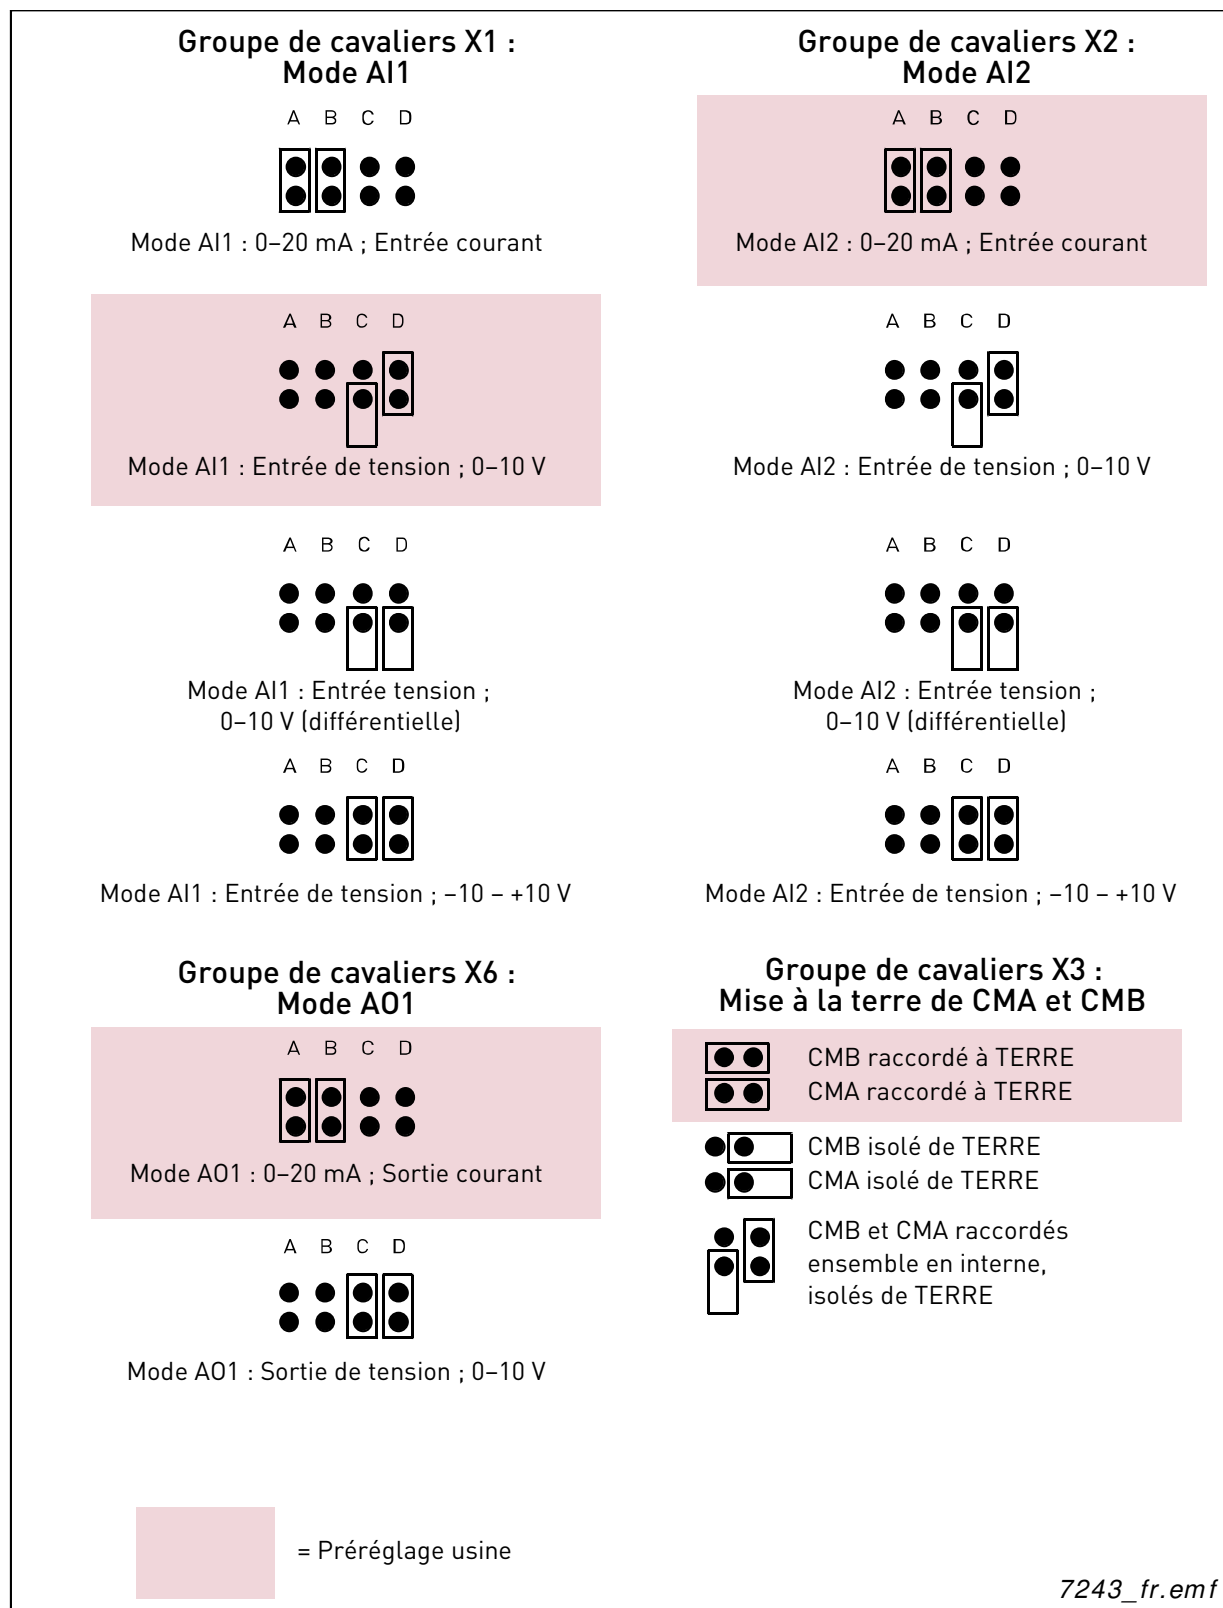 Groupe de cavaliers X1 :
Mode AI1
A B C D
Mode AI1 : 0–20 mA ; Entrée courant
A B C D
Mode AI1 : Entrée de tension ; 0–10 V
A B C D
Mode AI1 : Entrée tension ;
0–10 V (différentielle)
A B C D
Mode AI1 : Entrée de tension ; –10 – +10 V
Groupe de cavaliers X2 :
Mode AI2
A B C D
Mode AI2 : 0–20 mA ; Entrée courant
A B C D
Mode AI2 : Entrée de tension ; 0–10 V
A B C D
Mode AI2 : Entrée tension ;
0–10 V (différentielle)
A B C D
Mode AI2 : Entrée de tension ; –10 – +10 V
Groupe de cavaliers X6 :
Mode AO1
A B C D
Mode AO1 : 0–20 mA ; Sortie courant
A B C D
Mode AO1 : Sortie de tension ; 0–10 V
Groupe de cavaliers X3 :
Mise à la terre de CMA et CMB
CMB raccordé à TERRE
CMA raccordé à TERRE
CMB isolé de TERRE
CMA isolé de TERRE
CMB et CMA raccordés
ensemble en interne,
isolés de TERRE
= Préréglage usine
7243_fr.emf